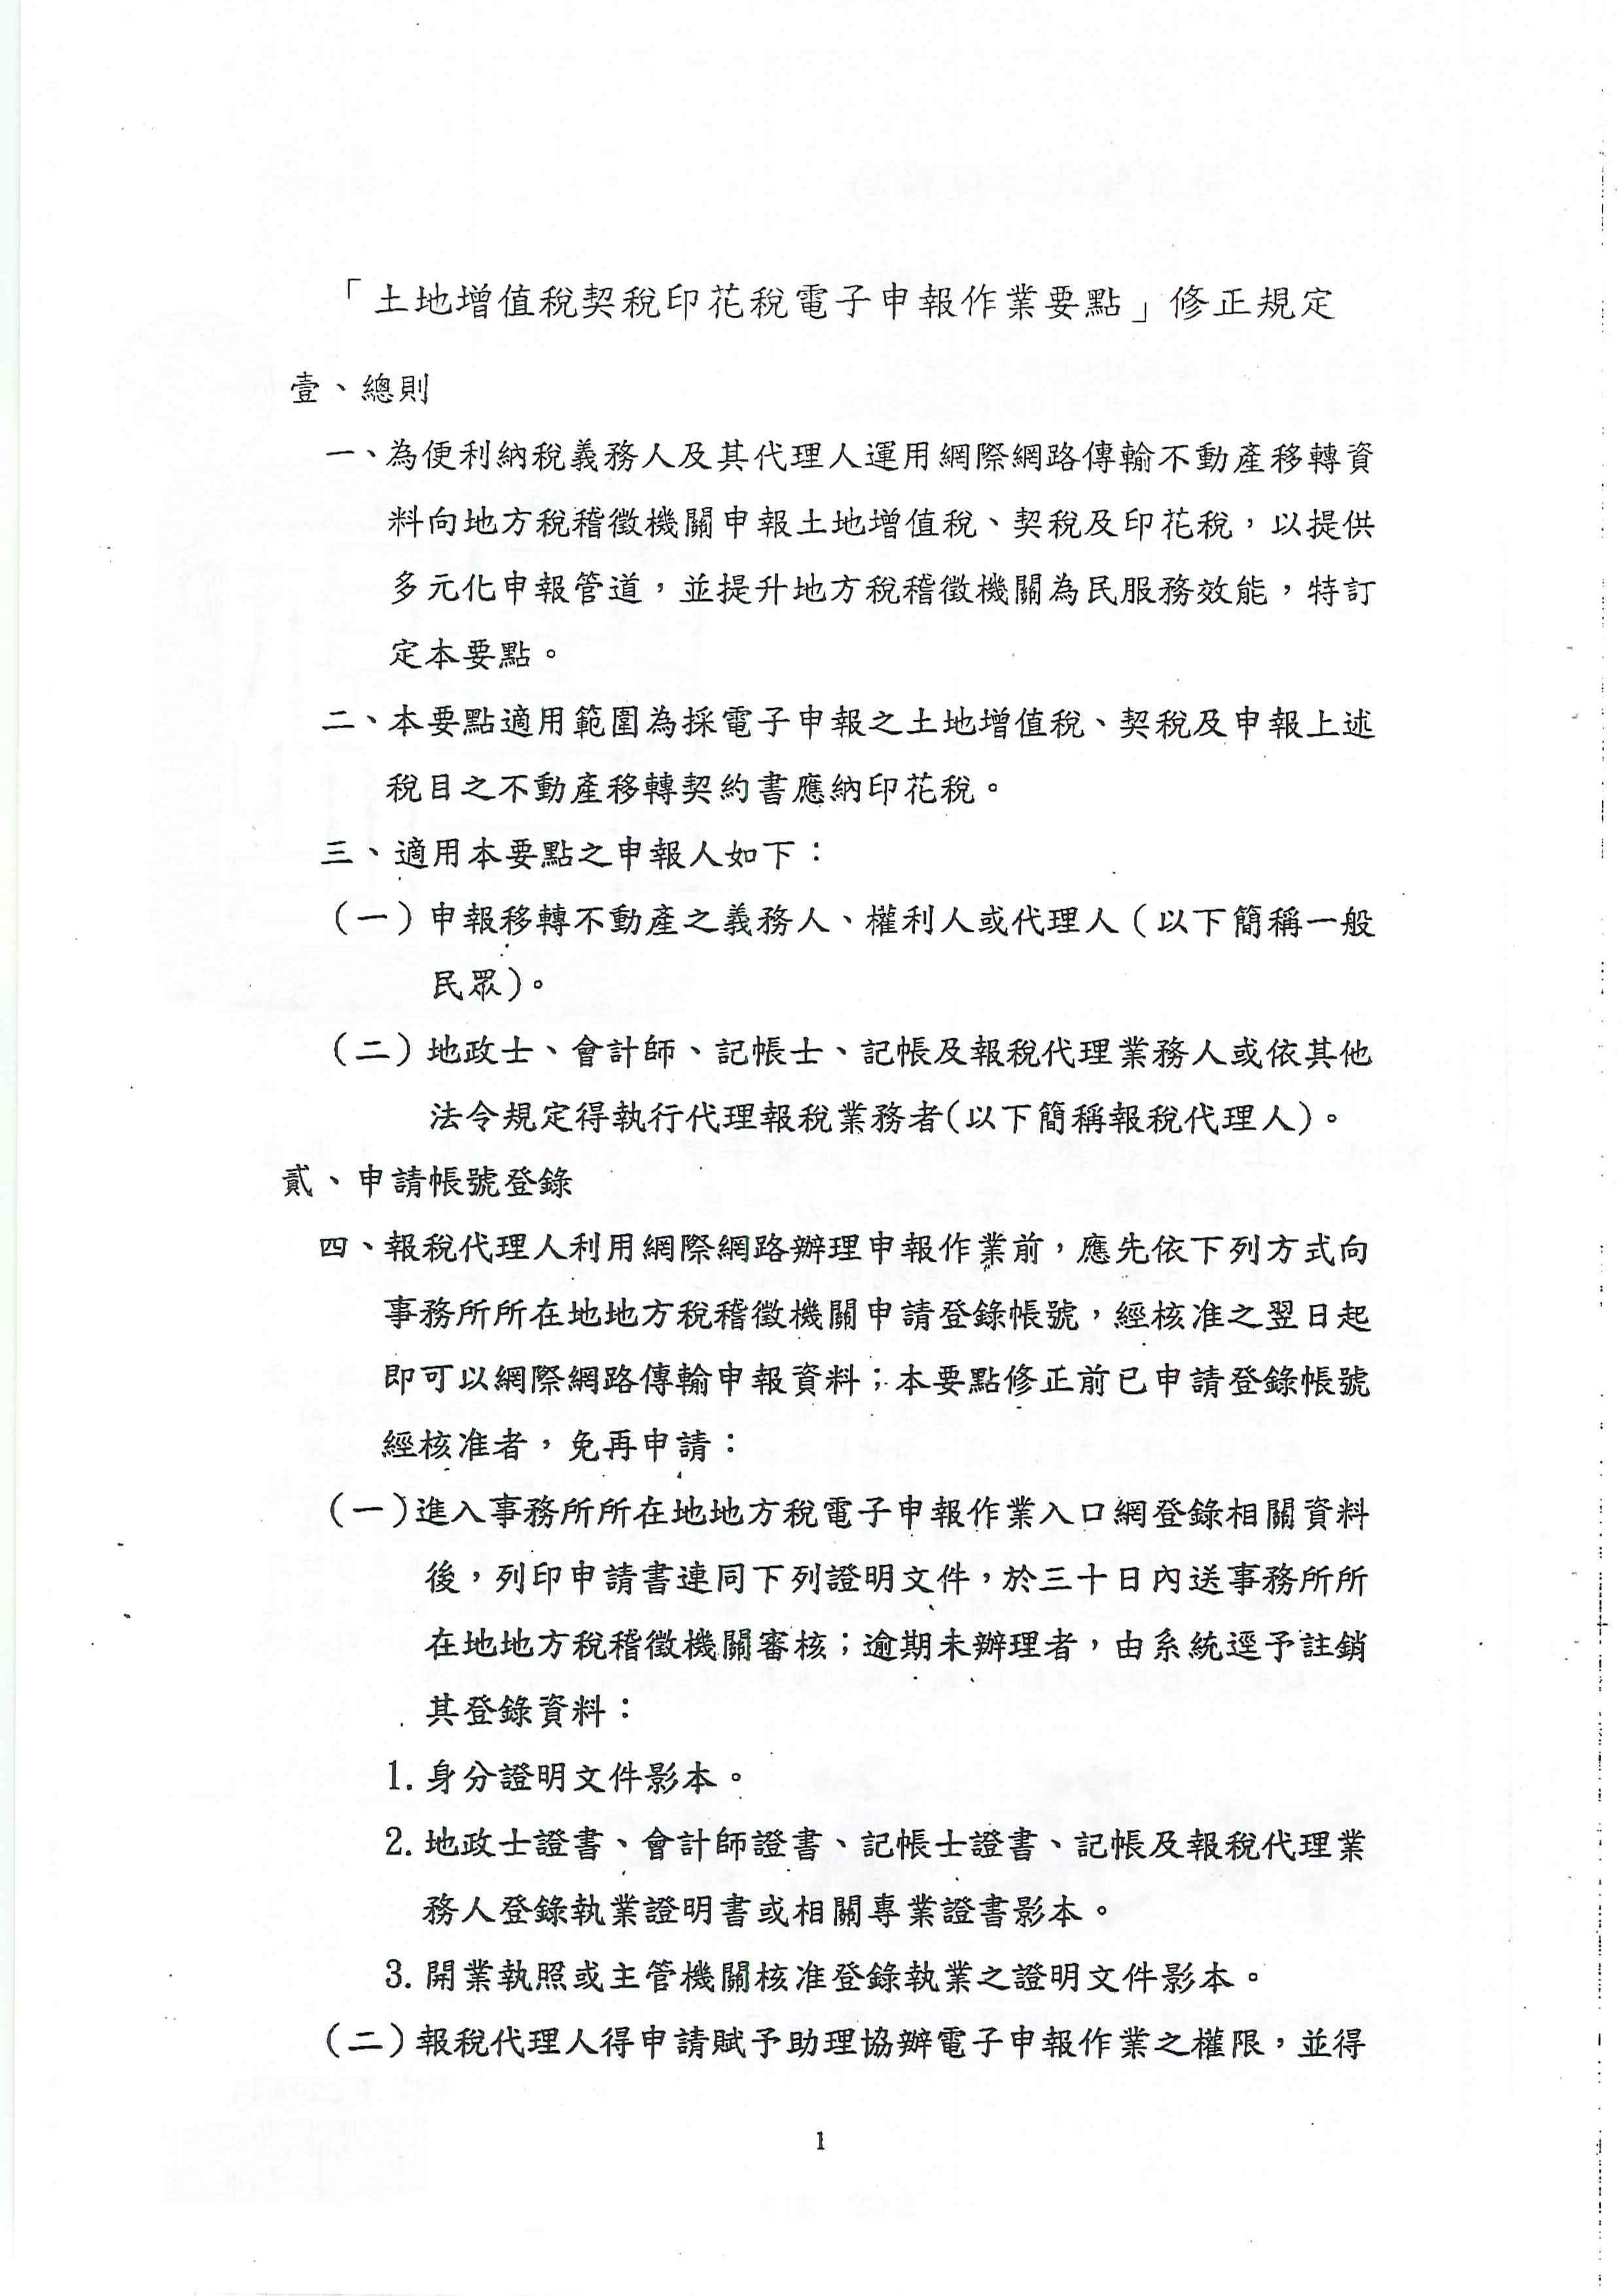 「土地增值稅契稅印花稅電子申報作業要點」修正規定
壹、總則
一、為便利納稅義務人及其代理人運用網際網路傳輸不動產移轉資
料向地方稅稽徵機關申報土地增值稅、契稅及印花稅，以提供
多元化申報管道，並提升地方稅稽徵機關為民服務效能，特訂
定本要點。
二、本要點適用範圍為採電子申報之土地增值稅、契稅及申報上述
稅目之不動產移轉契約書應納印花稅。
三、適用本要點之申報人如下：
（一）申報移轉不動產之義務人、權利人或代理人（以下簡稱一般
民眾）。
（二）地政士、會計師、記帳士、記帳及報稅代理業務人或依其他
法令規定得執行代理報稅業務者（以下簡稱報稅代理人）。
貳、申請帳號登錄
四、報稅代理人利用網際網路辦理申報作業前，應先依下列方式向
事務所所在地地方稅稽徵機關申請登錄帳號，經核准之翌日起
即可以網際網路傳輸申報資料；本要點修正前已申請登錄帳號
經核准者，免再申請：
（一）進入事務所所在地地方稅電子申報作業入口網登錄相關資料
後，列印申請書連同下列證明文件，於三十日內送事務所所
在地地方稅稽徵機關審核；逾期未辦理者，由系統逕予註銷
其登錄資料：
1.身分證明文件影本。
2.地政士證書、會計師證書、記帳士證書、記帳及報稅代理業
務人登錄執業證明書或相關專業證書影本。
3.開業執照或主管機關核准登錄執業之證明文件影本。
（二）報稅代理人得申請賦予助理協辦電子申報作業之權限，並得
1